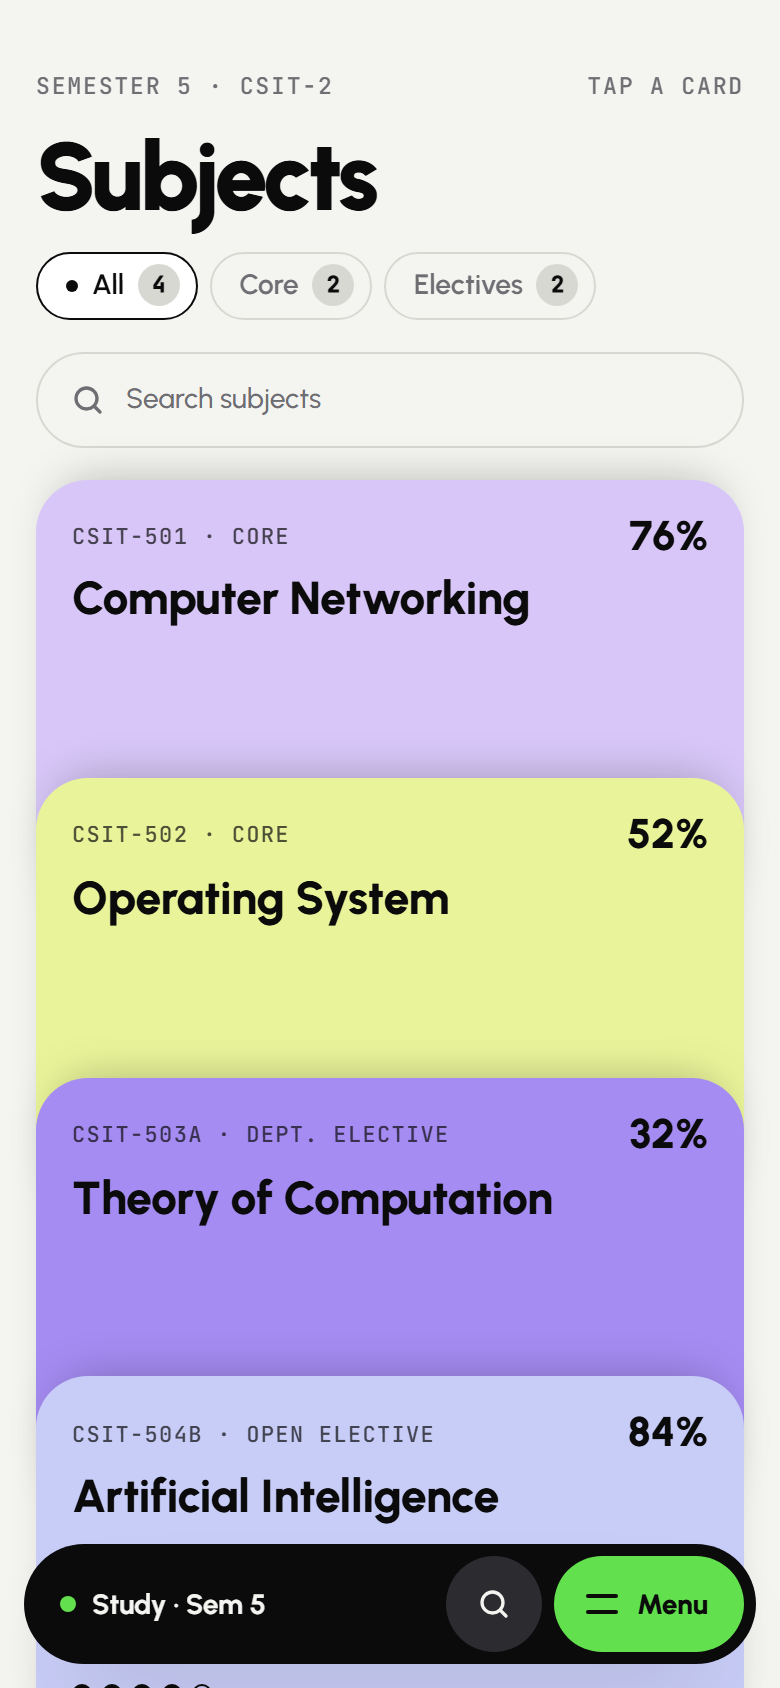 SEMESTER 5 · CSIT-2 TAP A CARD
Subjects
All 4 Core 2 Electives 2
Search subjects
CSIT-501 · CORE 76%
Computer Networking
CSIT-502 · CORE 52%
Operating System
CSIT-503A · DEPT. ELECTIVE 32%
Theory of Computation
CSIT-504B · OPEN ELECTIVE 84%
Artificial Intelligence
Study · Sem 5 Menu